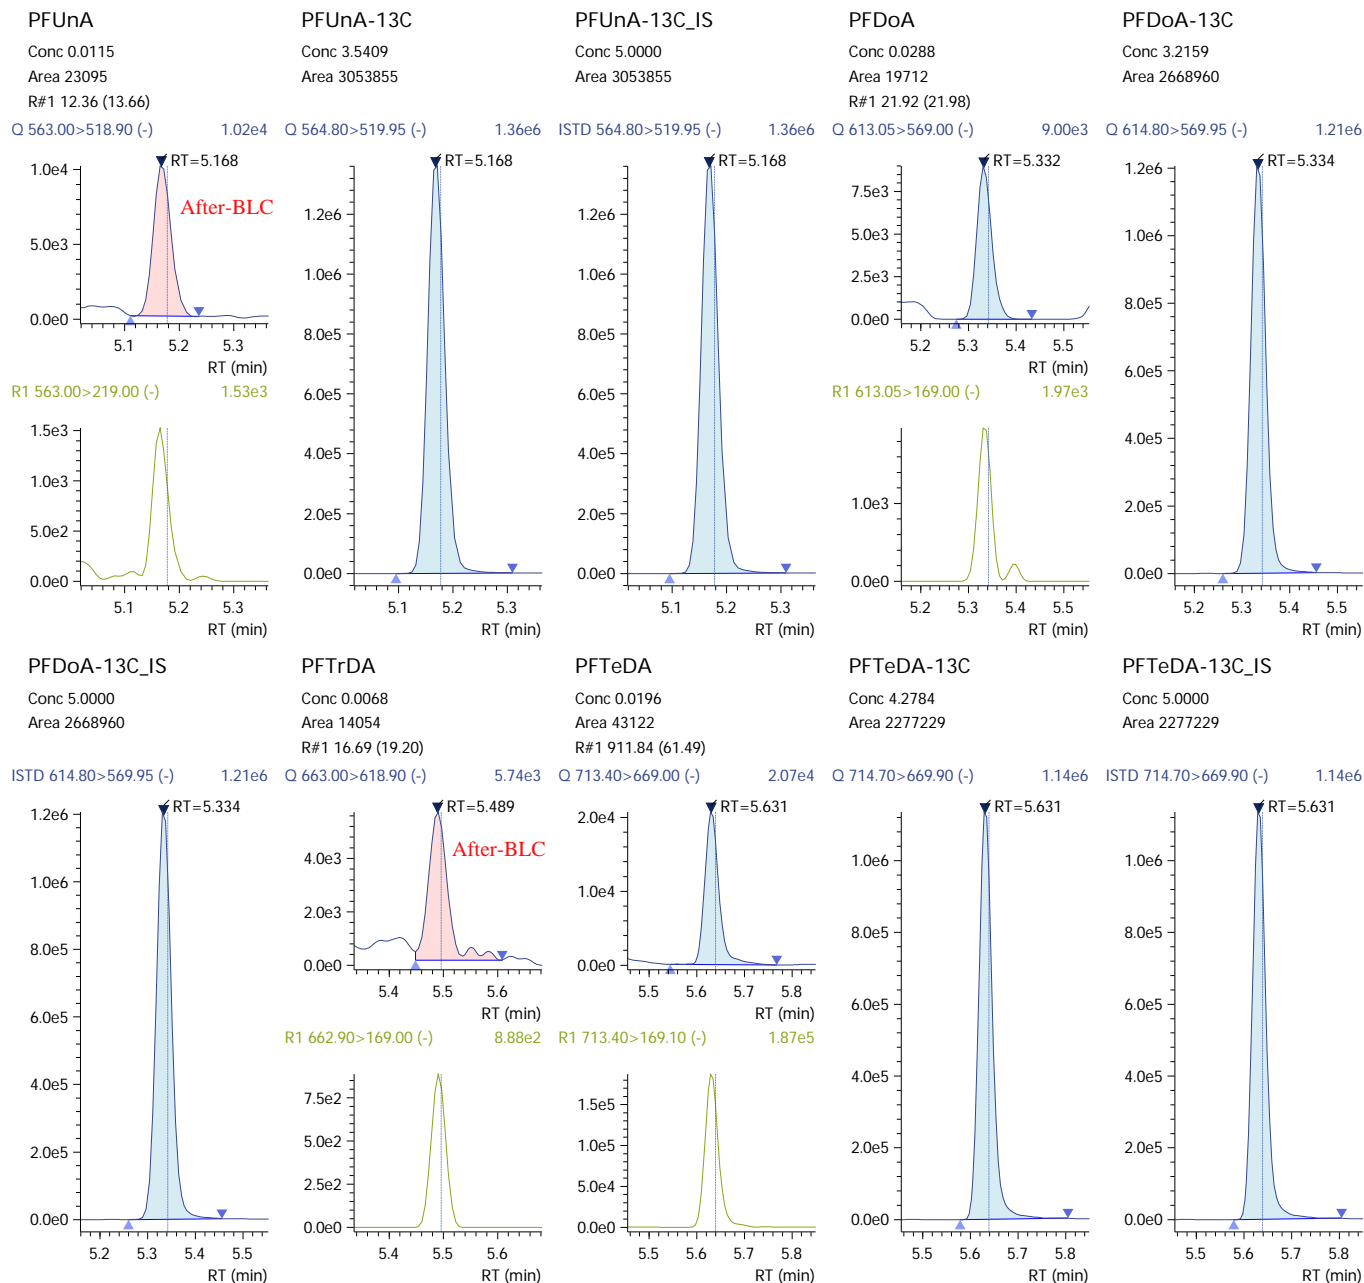 PFUnA
Conc 0.0115
Area 23095
R#1 12.36 (13.66)
Q 563.00>518.90 (-) 1.02e4
RT=5.168
After-BLC
1.0e4
5.0e3
0.0e0
5.1 5.2 5.3
RT (min)
R1 563.00>219.00 (-) 1.53e3
1.5e3
1.0e3
5.0e2
0.0e0
5.1 5.2 5.3
RT (min)
PFUnA-13C
Conc 3.5409
Area 3053855
Q 564.80>519.95 (-) 1.36e6
RT=5.168
1.2e6
1.0e6
8.0e5
6.0e5
4.0e5
2.0e5
0.0e0
5.1 5.2 5.3
RT (min)
PFUnA-13C_IS
Conc 5.0000
Area 3053855
ISTD 564.80>519.95 (-) 1.36e6
RT=5.168
1.2e6
1.0e6
8.0e5
6.0e5
4.0e5
2.0e5
0.0e0
5.1 5.2 5.3
RT (min)
PFDoA
Conc 0.0288
Area 19712
R#1 21.92 (21.98)
Q 613.05>569.00 (-) 9.00e3
RT=5.332
7.5e3
5.0e3
2.5e3
0.0e0
5.2 5.3 5.4 5.5
RT (min)
R1 613.05>169.00 (-) 1.97e3
1.0e3
0.0e0
5.2 5.3 5.4 5.5
RT (min)
PFDoA-13C
Conc 3.2159
Area 2668960
Q 614.80>569.95 (-) 1.21e6
RT=5.334
1.2e6
1.0e6
8.0e5
6.0e5
4.0e5
2.0e5
0.0e0
5.2 5.3 5.4 5.5
RT (min)
PFDoA-13C_IS
Conc 5.0000
Area 2668960
ISTD 614.80>569.95 (-) 1.21e6
RT=5.334
1.2e6
1.0e6
8.0e5
6.0e5
4.0e5
2.0e5
0.0e0
5.2 5.3 5.4 5.5
RT (min)
PFTrDA
Conc 0.0068
Area 14054
R#1 16.69 (19.20)
Q 663.00>618.90 (-) 5.74e3
RT=5.489
After-BLC
4.0e3
2.0e3
0.0e0
5.4 5.5 5.6
RT (min)
R1 662.90>169.00 (-) 8.88e2
7.5e2
5.0e2
2.5e2
0.0e0
5.4 5.5 5.6
RT (min)
PFTeDA
Conc 0.0196
Area 43122
R#1 911.84 (61.49)
Q 713.40>669.00 (-) 2.07e4
RT=5.631
2.0e4
1.0e4
0.0e0
5.5 5.6 5.7 5.8
RT (min)
R1 713.40>169.10 (-) 1.87e5
1.5e5
1.0e5
5.0e4
0.0e0
5.5 5.6 5.7 5.8
RT (min)
PFTeDA-13C
Conc 4.2784
Area 2277229
Q 714.70>669.90 (-) 1.14e6
RT=5.631
1.0e6
8.0e5
6.0e5
4.0e5
2.0e5
0.0e0
5.5 5.6 5.7 5.8
RT (min)
PFTeDA-13C_IS
Conc 5.0000
Area 2277229
ISTD 714.70>669.90 (-) 1.14e6
RT=5.631
1.0e6
8.0e5
6.0e5
4.0e5
2.0e5
0.0e0
5.5 5.6 5.7 5.8
RT (min)